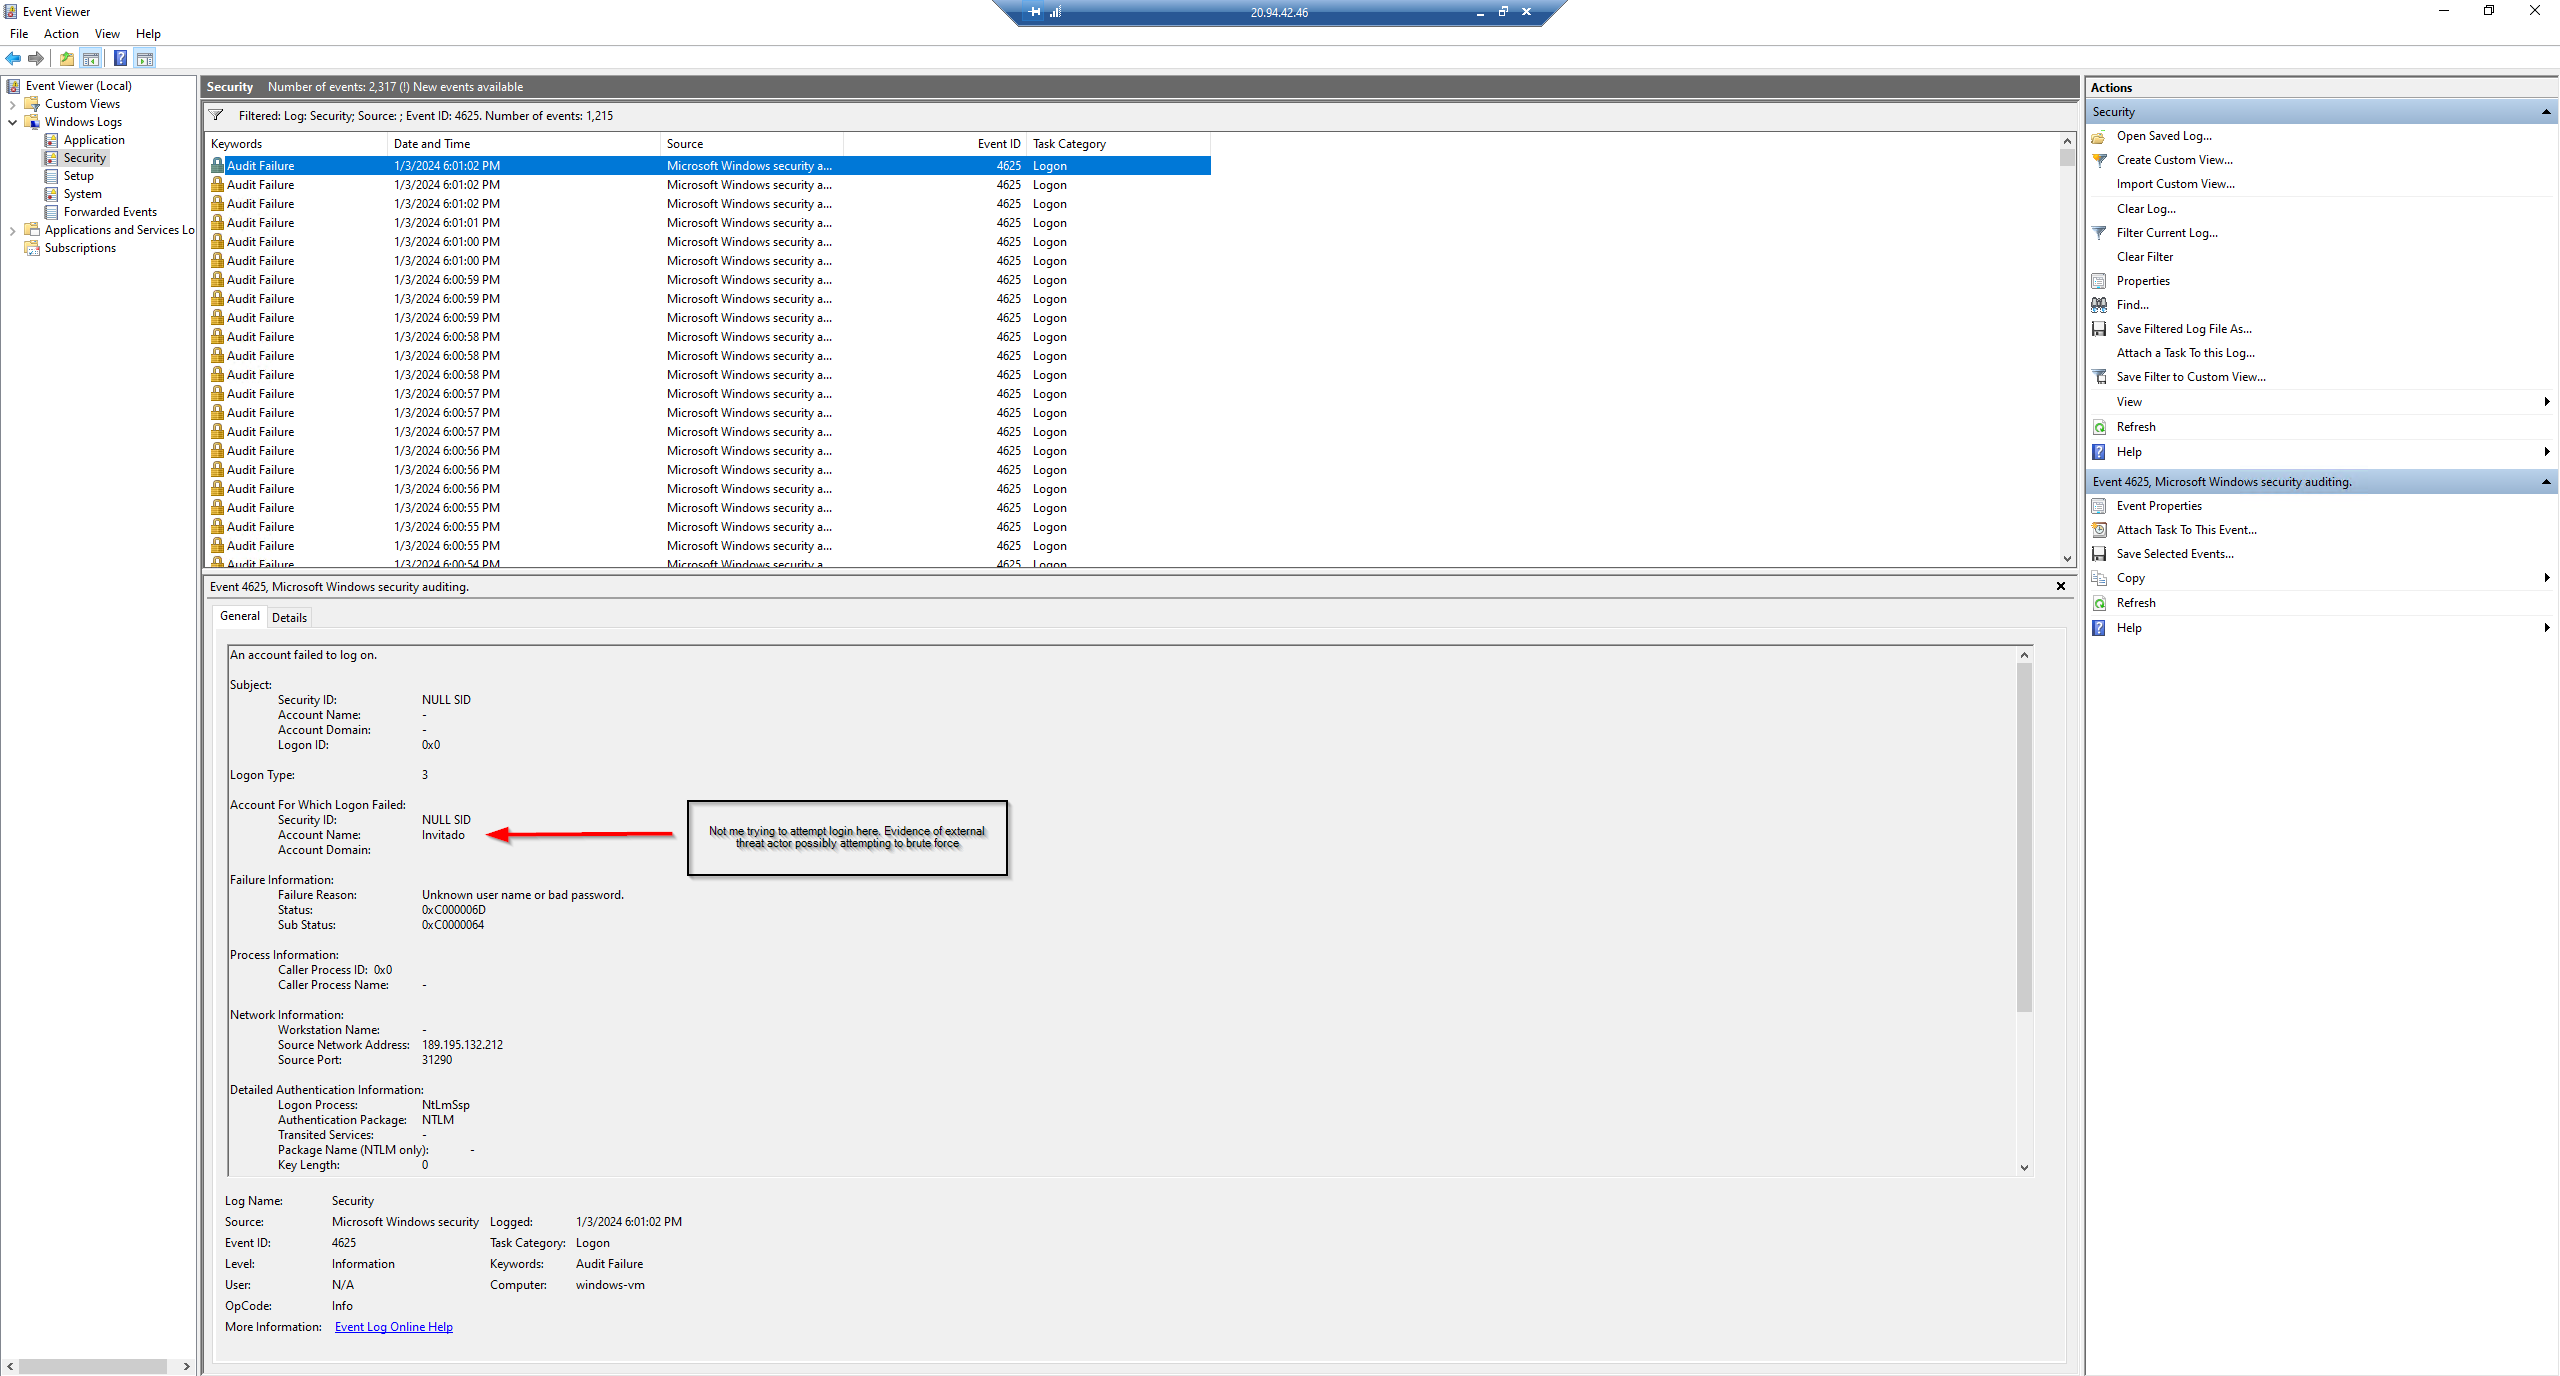 Event Viewer
20.94.42.46
File Action View Help
Event Viewer (Local)
Custom Views
Windows Logs
Application
Security
Setup
System
Forwarded Events
Applications and Services Lo
Subscriptions
Security Number of events: 2,317 (!) New events available
Filtered: Log: Security; Source: ; Event ID: 4625. Number of events: 1,215
Keywords Date and Time Source Event ID Task Category
Audit Failure 1/3/2024 6:01:02 PM Microsoft Windows security a... 4625 Logon
Audit Failure 1/3/2024 6:01:02 PM Microsoft Windows security a... 4625 Logon
Audit Failure 1/3/2024 6:01:02 PM Microsoft Windows security a... 4625 Logon
Audit Failure 1/3/2024 6:01:01 PM Microsoft Windows security a... 4625 Logon
Audit Failure 1/3/2024 6:01:00 PM Microsoft Windows security a... 4625 Logon
Audit Failure 1/3/2024 6:01:00 PM Microsoft Windows security a... 4625 Logon
Audit Failure 1/3/2024 6:00:59 PM Microsoft Windows security a... 4625 Logon
Audit Failure 1/3/2024 6:00:59 PM Microsoft Windows security a... 4625 Logon
Audit Failure 1/3/2024 6:00:59 PM Microsoft Windows security a... 4625 Logon
Audit Failure 1/3/2024 6:00:58 PM Microsoft Windows security a... 4625 Logon
Audit Failure 1/3/2024 6:00:58 PM Microsoft Windows security a... 4625 Logon
Audit Failure 1/3/2024 6:00:58 PM Microsoft Windows security a... 4625 Logon
Audit Failure 1/3/2024 6:00:57 PM Microsoft Windows security a... 4625 Logon
Audit Failure 1/3/2024 6:00:57 PM Microsoft Windows security a... 4625 Logon
Audit Failure 1/3/2024 6:00:57 PM Microsoft Windows security a... 4625 Logon
Audit Failure 1/3/2024 6:00:56 PM Microsoft Windows security a... 4625 Logon
Audit Failure 1/3/2024 6:00:56 PM Microsoft Windows security a... 4625 Logon
Audit Failure 1/3/2024 6:00:56 PM Microsoft Windows security a... 4625 Logon
Audit Failure 1/3/2024 6:00:55 PM Microsoft Windows security a... 4625 Logon
Audit Failure 1/3/2024 6:00:55 PM Microsoft Windows security a... 4625 Logon
Audit Failure 1/3/2024 6:00:55 PM Microsoft Windows security a... 4625 Logon
Audit Failure 1/3/2024 6:00:54 PM Microsoft Windows security a 4625 Logon
Event 4625, Microsoft Windows security auditing.
General Details
An account failed to log on.
Subject:
Security ID: NULL SID
Account Name: -
Account Domain: -
Logon ID: 0x0
Logon Type: 3
Account For Which Logon Failed:
Security ID: NULL SID
Account Name: Invitado
Account Domain:
Not me trying to attempt login here. Evidence of external
threat actor possibly attempting to brute force
Failure Information:
Failure Reason: Unknown user name or bad password.
Status: 0xC000006D
Sub Status: 0xC0000064
Process Information:
Caller Process ID: 0x0
Caller Process Name: -
Network Information:
Workstation Name: -
Source Network Address: 189.195.132.212
Source Port: 31290
Detailed Authentication Information:
Logon Process: NtLmSsp
Authentication Package: NTLM
Transited Services: -
Package Name (NTLM only): -
Key Length: 0
Log Name: Security
Source: Microsoft Windows security Logged: 1/3/2024 6:01:02 PM
Event ID: 4625 Task Category: Logon
Level: Information Keywords: Audit Failure
User: N/A Computer: windows-vm
OpCode: Info
More Information: Event Log Online Help
Actions
Security
Open Saved Log...
Create Custom View...
Import Custom View...
Clear Log...
Filter Current Log...
Clear Filter
Properties
Find...
Save Filtered Log File As...
Attach a Task To this Log...
Save Filter to Custom View...
View
Refresh
Help
Event 4625, Microsoft Windows security auditing.
Event Properties
Attach Task To This Event...
Save Selected Events...
Copy
Refresh
Help